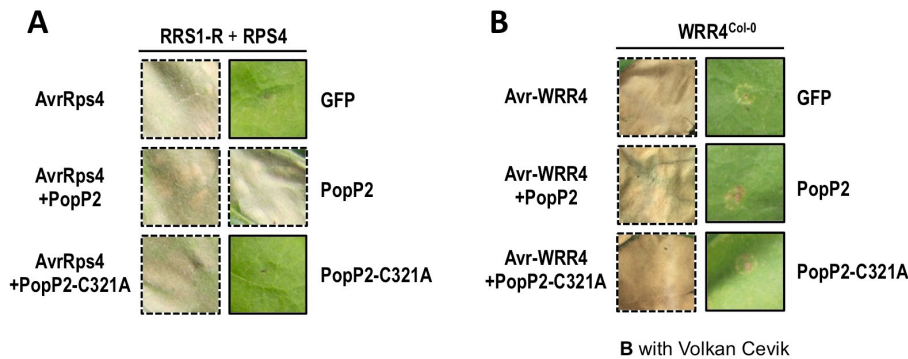 A
RRS1-R + RPS4
AvrRps4
GFP
AvrRps4
+PopP2
PopP2
AvrRps4
+PopP2-C321A
PopP2-C321A
B
WRR4Col-0
Avr-WRR4
GFP
Avr-WRR4
+PopP2
PopP2
Avr-WRR4
+PopP2-C321A
PopP2-C321A
B with Volkan Cevik